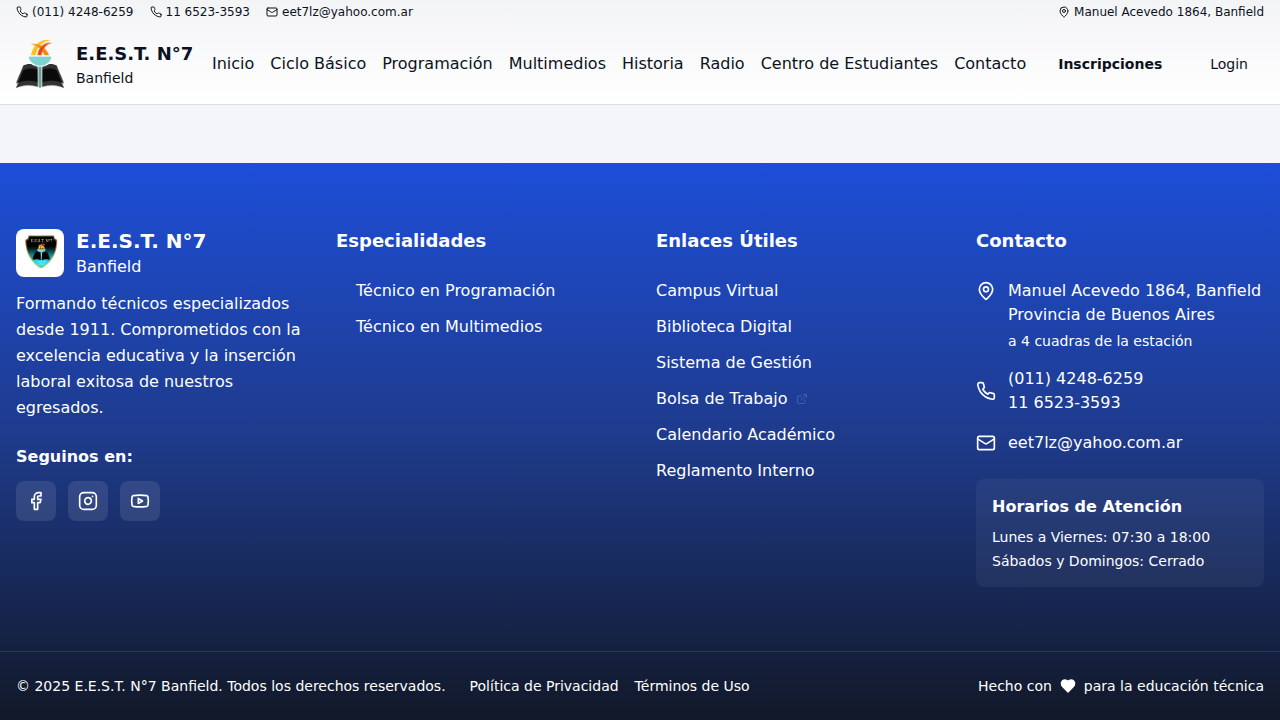 (011) 4248-6259 11 6523-3593 eet7lz@yahoo.com.ar Manuel Acevedo 1864, Banfield
E.E.S.T. N°7
Banfield
Inicio Ciclo Básico Programación Multimedios Historia Radio Centro de Estudiantes Contacto Inscripciones Login
E.E.S.T. N°7
Banfield
Formando técnicos especializados
desde 1911. Comprometidos con la
excelencia educativa y la inserción
laboral exitosa de nuestros
egresados.
Seguinos en:
Especialidades
Técnico en Programación
Técnico en Multimedios
Enlaces Útiles
Campus Virtual
Biblioteca Digital
Sistema de Gestión
Bolsa de Trabajo
Calendario Académico
Reglamento Interno
Contacto
Manuel Acevedo 1864, Banfield
Provincia de Buenos Aires
a 4 cuadras de la estación
(011) 4248-6259
11 6523-3593
eet7lz@yahoo.com.ar
Horarios de Atención
Lunes a Viernes: 07:30 a 18:00
Sábados y Domingos: Cerrado
© 2025 E.E.S.T. N°7 Banfield. Todos los derechos reservados. Política de Privacidad Términos de Uso Hecho con para la educación técnica